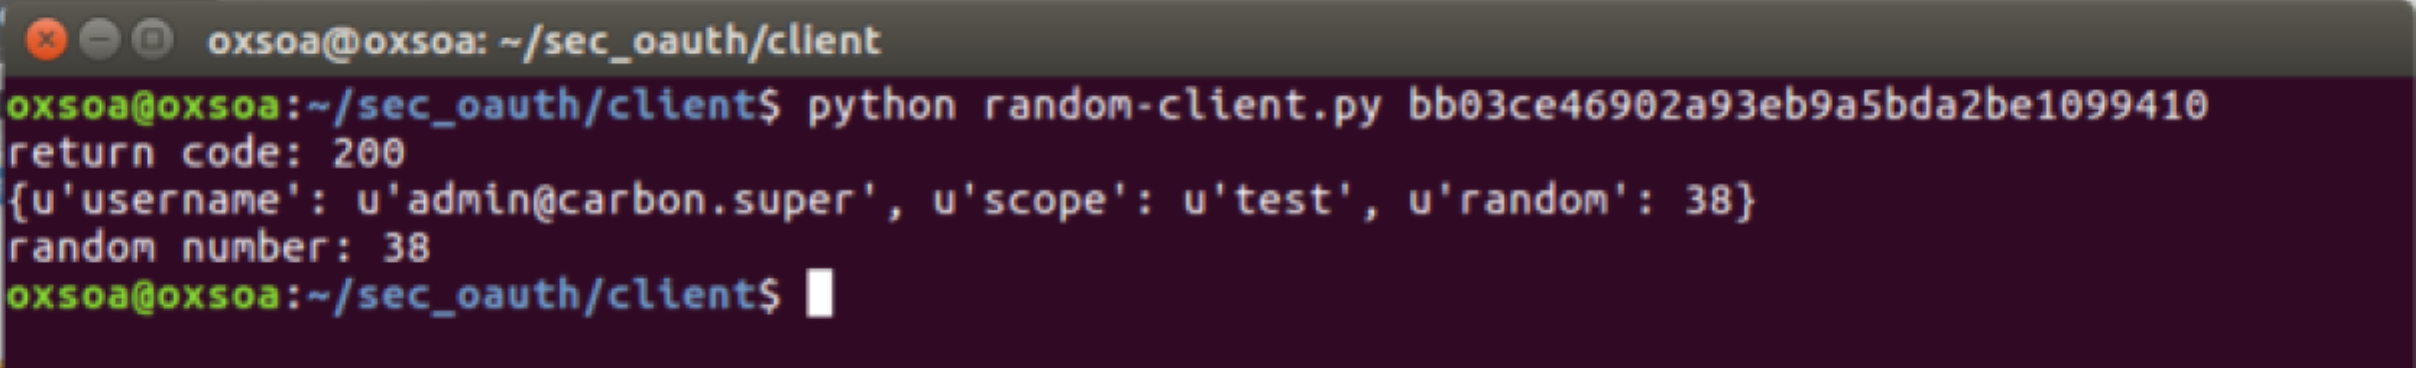 oxsoa@oxsoa: ~/sec_oauth/client
oxsoa@oxsoa:~/sec_oauth/client$ python random-client.py bb03ce46902a93eb9a5bda2be1099410
return code: 200
{u'username': u'admin@carbon.super', u'scope': u'test', u'random': 38}
random number: 38
oxsoa@oxsoa:~/sec_oauth/client$